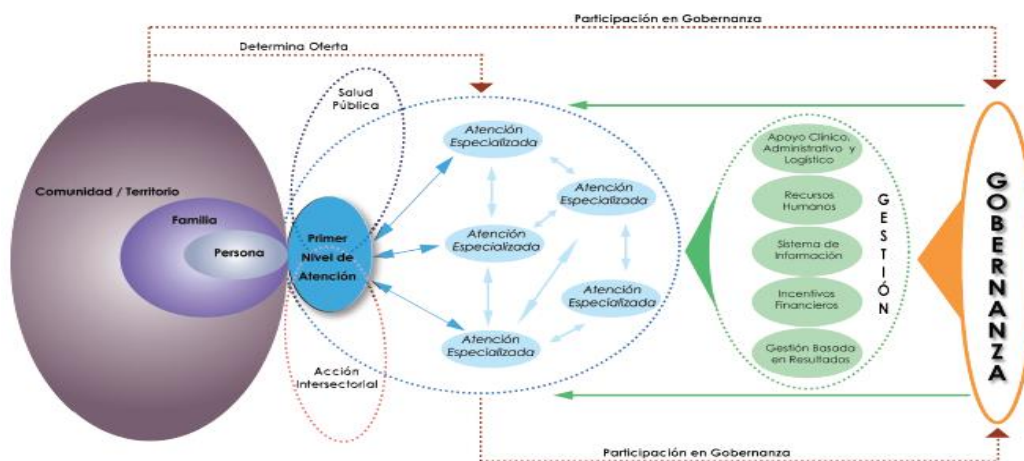 Participación en Gobernanza
Determina Oferta
Salud
Pública
Comunidad / Territorio
Familia
Persona
Primer
Nivel de
Atención
Acción
Intersectorial
Atención
Especializada
Atención
Especializada
Atención
Especializada
Atención
Especializada
Atención
Especializada
Apoyo Clínico,
Administrativo y
Logístico
Recursos
Humanos
Sistema de
Información
Incentivos
Financieros
Gestión Basada
en Resultados
GESTIÓN
GOBERNANZA
Participación en Gobernanza